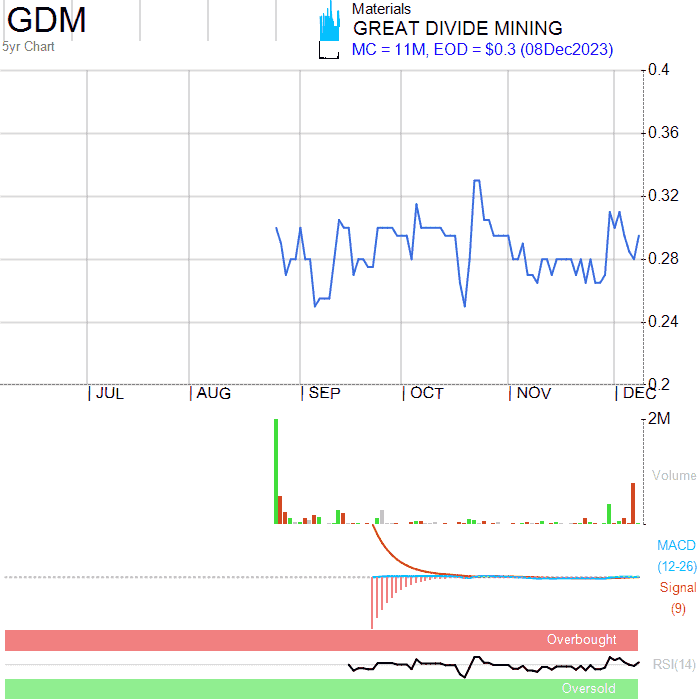 GDM
5yr Chart
Materials
GREAT DIVIDE MINING
MC = 11M, EOD = $0.3 (08Dec2023)
0.4
0.36
0.32
0.28
0.24
0.2
JUL AUG SEP OCT NOV DEC
2M
Volume
MACD
(12-26)
Signal
(9)
Overbought
RSI(14)
Oversold